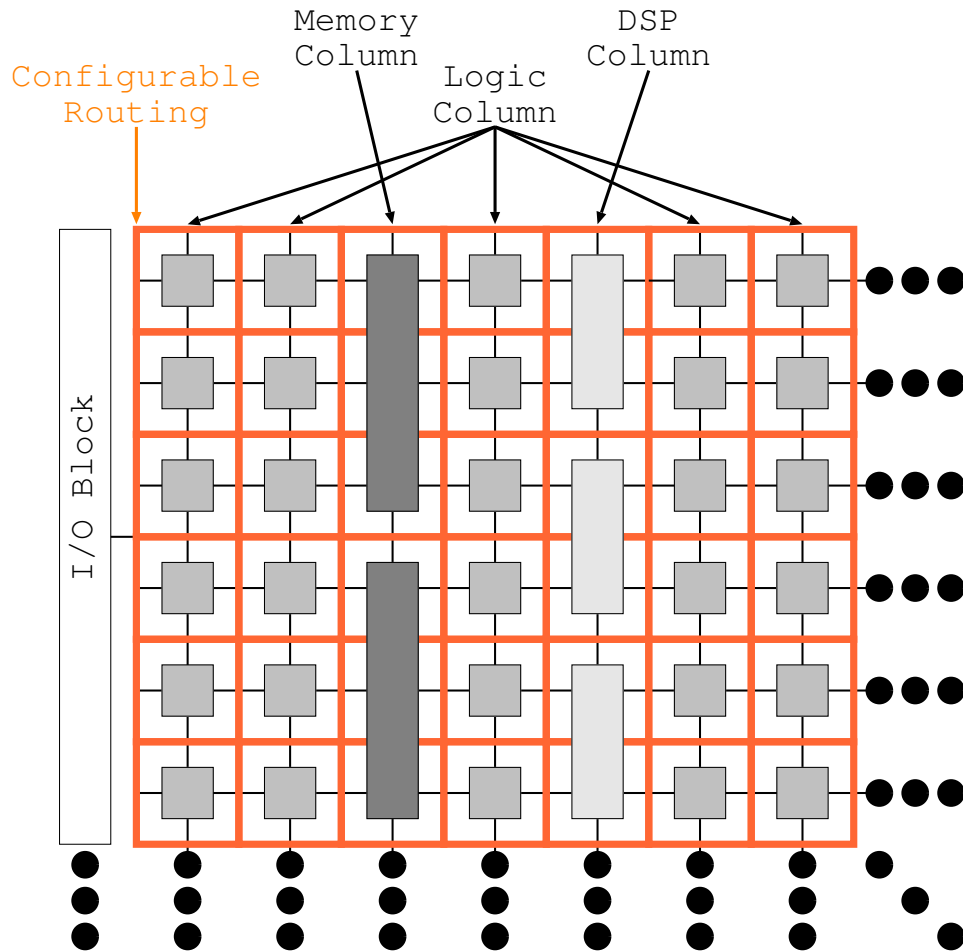 Memory
Column
DSP
Column
Configurable
Routing
Logic
Column
I/O Block